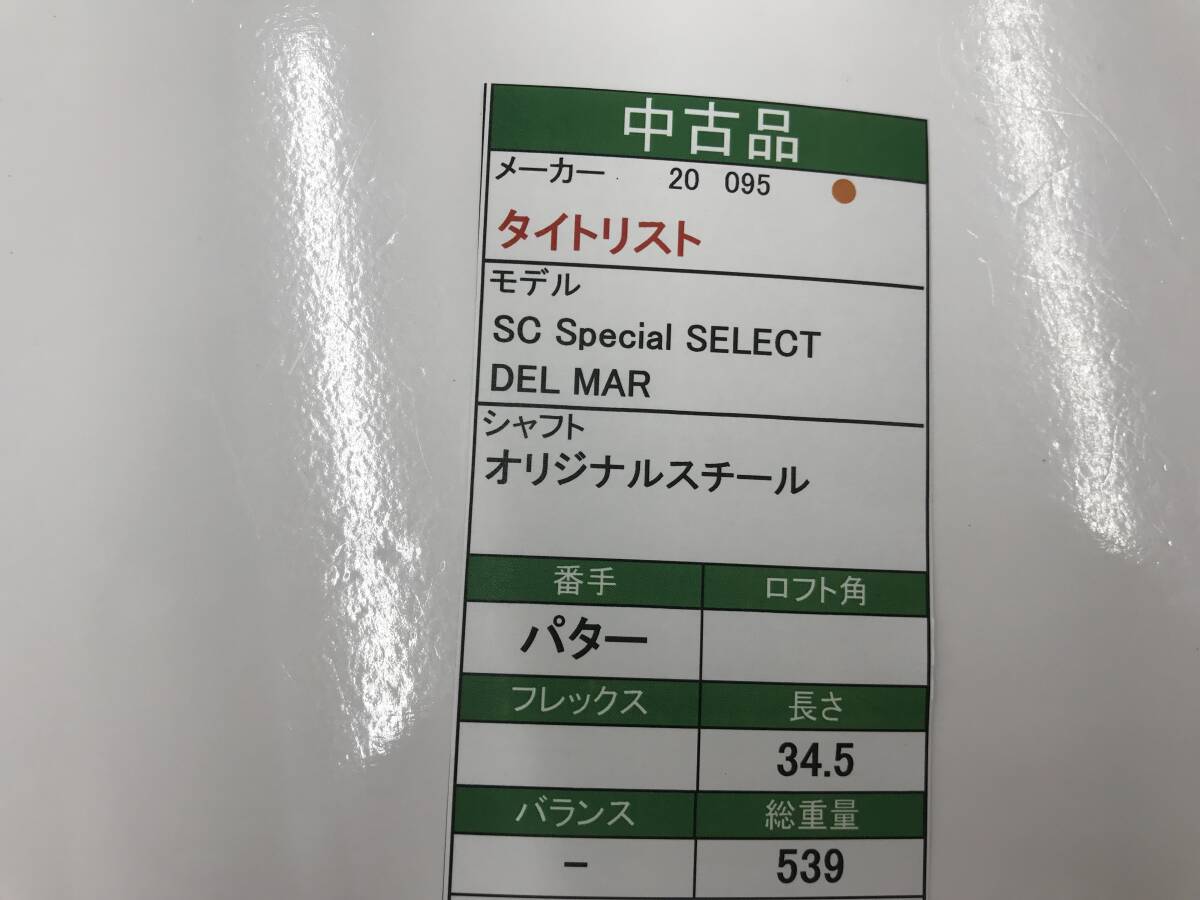 中古品
メーカー 20 095
タイトリスト
モデル
SC Special SELECT
DEL MAR
シャフト
オリジナルスチール
番手 ロフト角
パター
フレックス 長さ
34.5
バランス 総重量
- 539